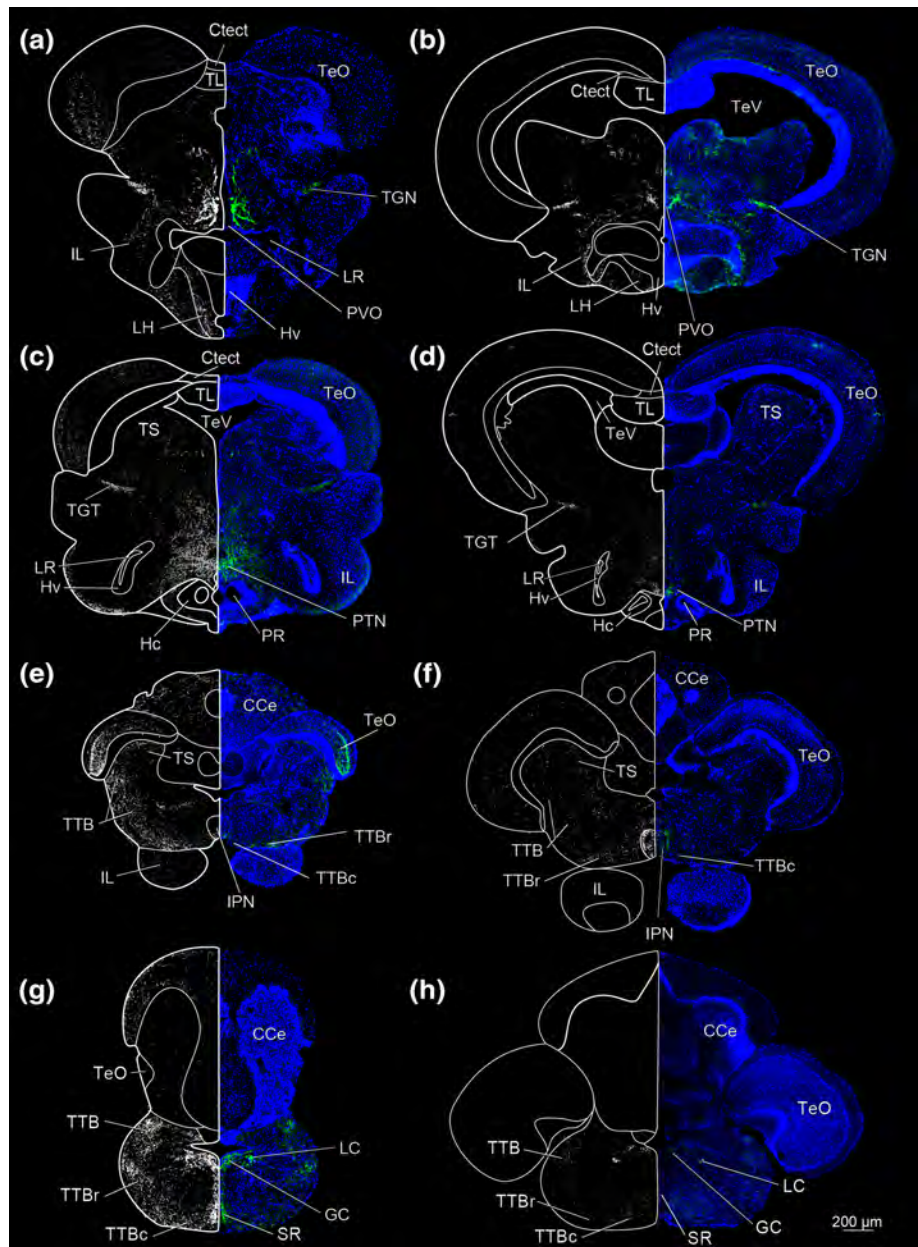 (a)
Ctect
TL
TeO
TGN
IL
LR
PVO
LH
Hv
(b)
Ctect
TL
TeO
TeV
TGN
IL
LH
Hv
PVO
(c)
Ctect
TL
TeO
TeV
TS
TGT
LR
Hv
IL
PTN
Hc
PR
(d)
Ctect
TL
TeO
TS
TeV
TGT
LR
Hv
IL
Hc
PR
PTN
(e)
CCe
TeO
TS
TTB
TTBr
TTBc
IL
IPN
(f)
CCe
TS
TeO
TTB
TTBr
TTBc
IL
IPN
(g)
CCe
TeO
TTB
LC
TTBr
GC
TTBc
SR
(h)
CCe
TeO
TTB
LC
TTBr
GC
TTBc
SR
200 µm